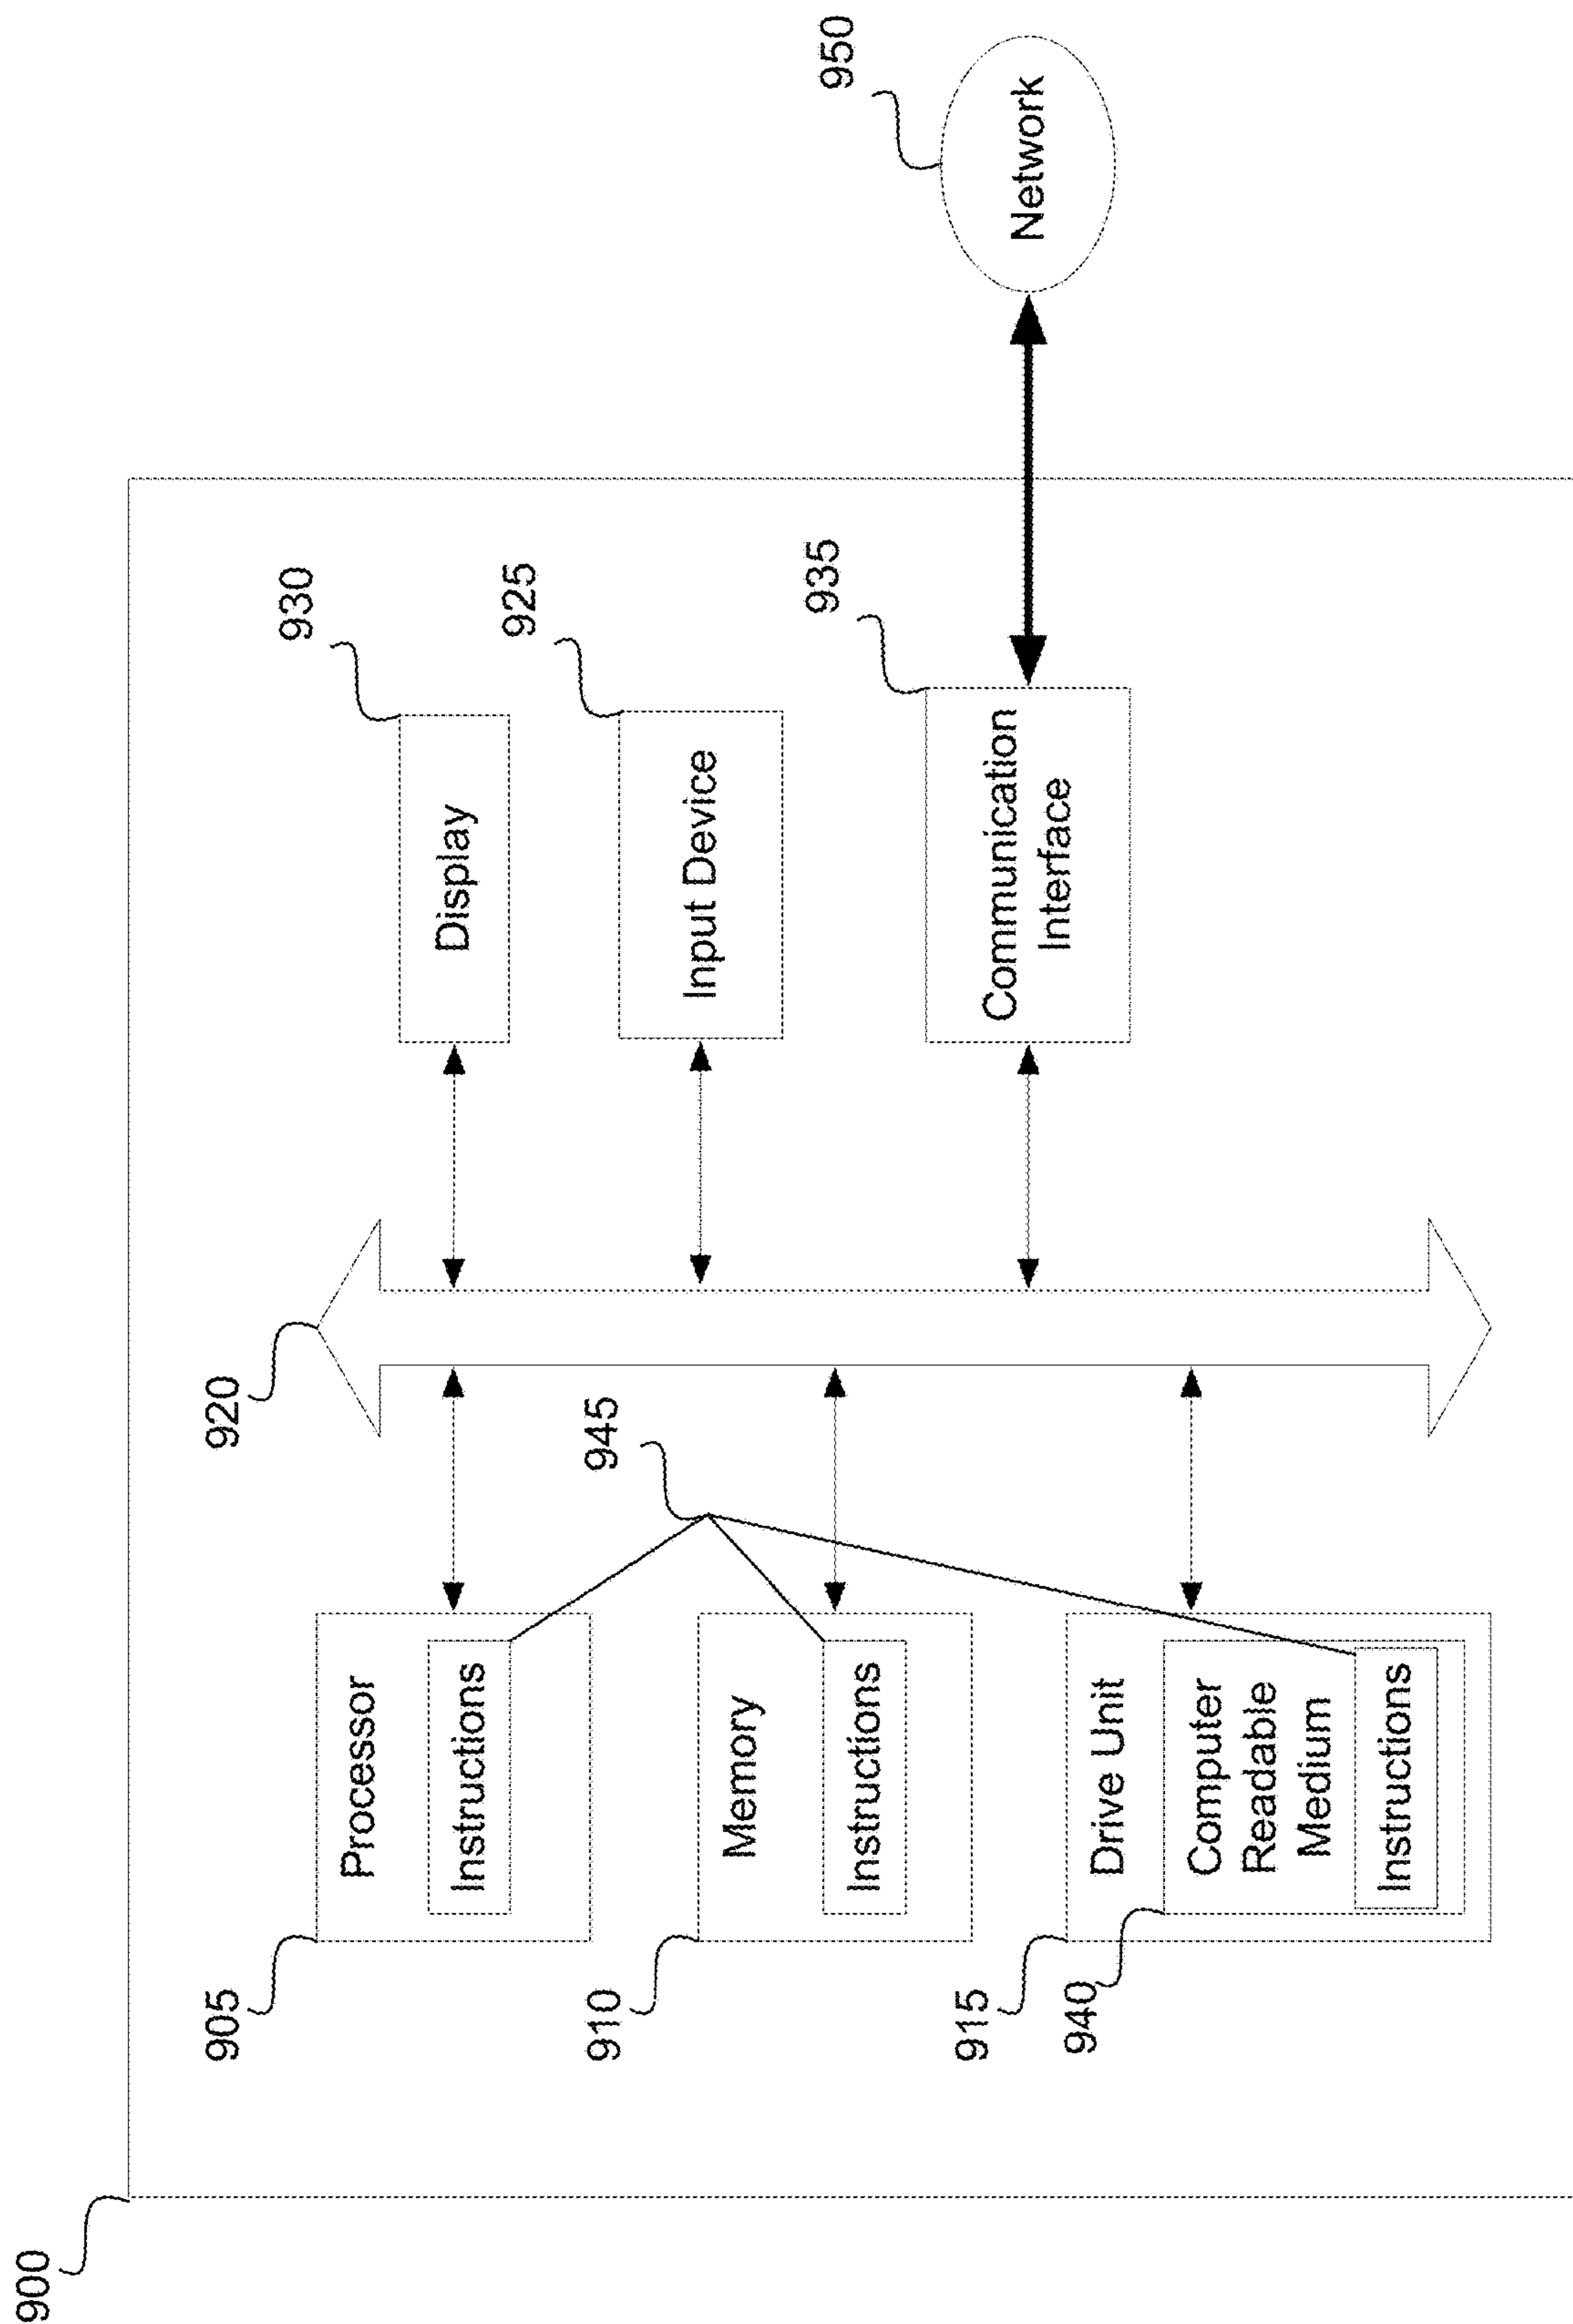 900
905
Processor
Instructions
910
Memory
Instructions
915
940
Drive Unit
Computer
Readable
Medium
Instructions
945
920
930
Display
925
Input Device
935
Communication
Interface
950
Network